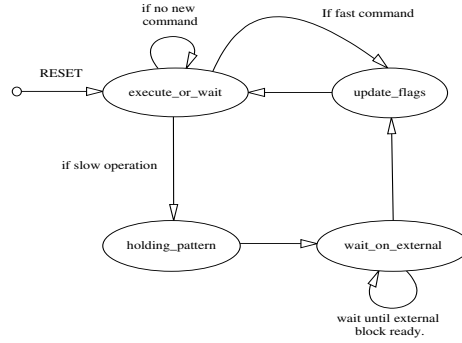 if no new
command
If fast command
RESET
execute_or_wait
update_flags
if slow operation
holding_pattern
wait_on_external
wait until external
block ready.